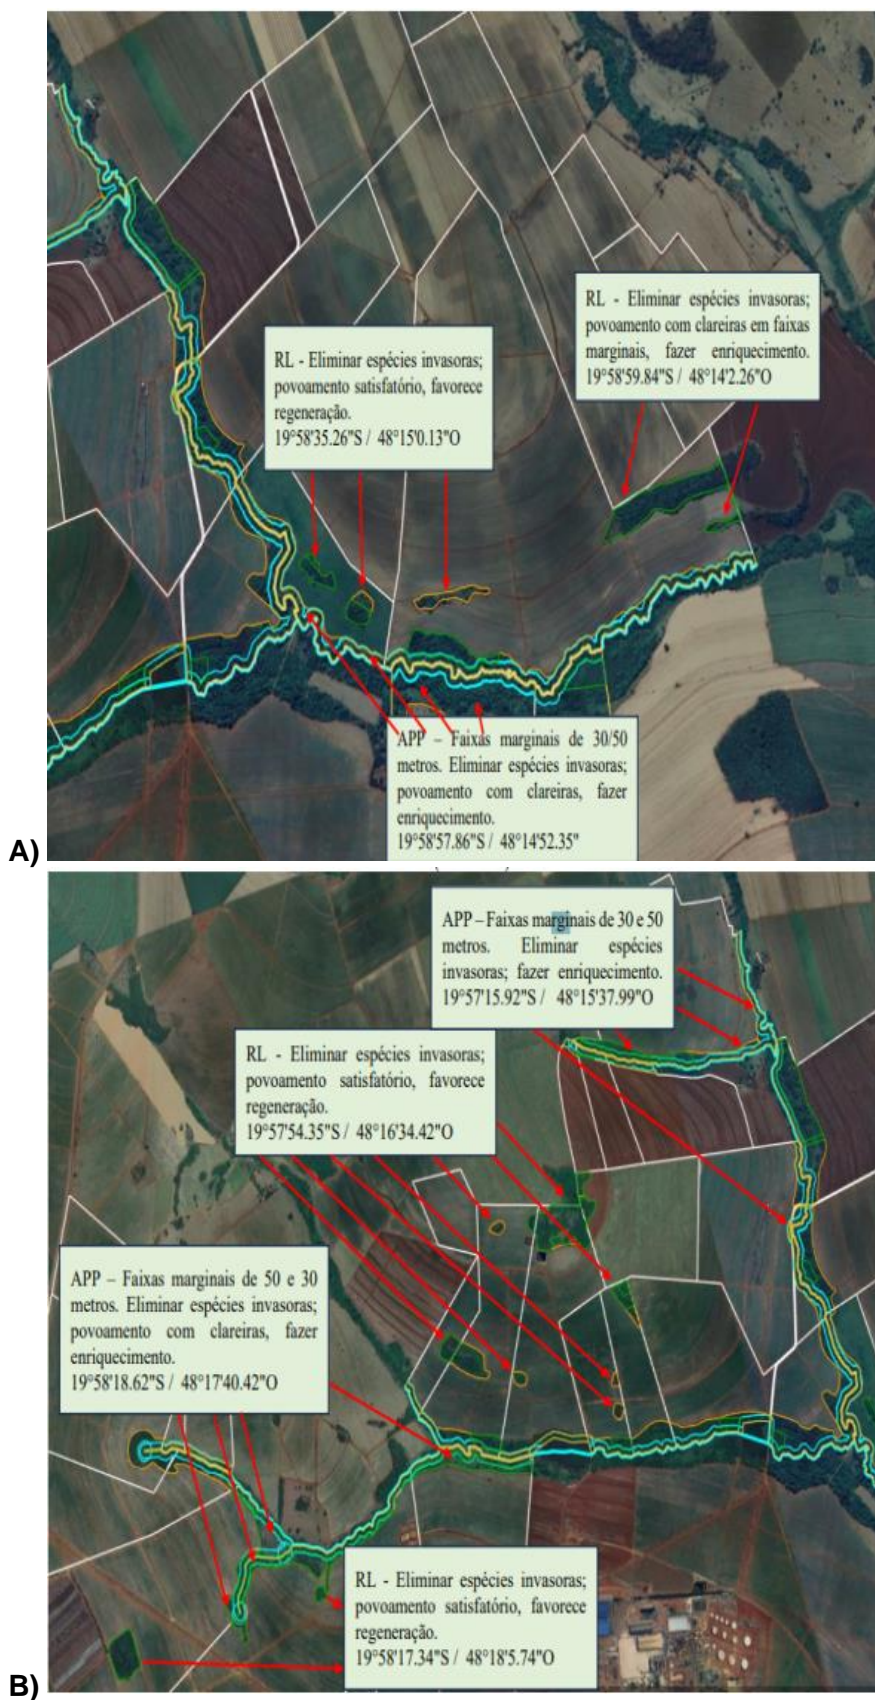 RL - Eliminar espécies invasoras;
povoamento com clareiras em faixas
marginais, fazer enriquecimento.
19°58'59.84"S / 48°14'2.26"O
RL - Eliminar espécies invasoras;
povoamento satisfatório, favorece
regeneração.
19°58'35.26"S / 48°15'0.13"O
APP – Faixas marginais de 30/50
metros. Eliminar espécies invasoras;
povoamento com clareiras, fazer
enriquecimento.
19°58'57.86"S / 48°14'52.35"
A)
APP – Faixas marginais de 30 e 50
metros. Eliminar espécies
invasoras; fazer enriquecimento.
19°57'15.92"S / 48°15'37.99"O
RL - Eliminar espécies invasoras;
povoamento satisfatório, favorece
regeneração.
19°57'54.35"S / 48°16'34.42"O
APP – Faixas marginais de 50 e 30
metros. Eliminar espécies invasoras;
povoamento com clareiras, fazer
enriquecimento.
19°58'18.62"S / 48°17'40.42"O
RL - Eliminar espécies invasoras;
povoamento satisfatório, favorece
regeneração.
19°58'17.34"S / 48°18'5.74"O
B)